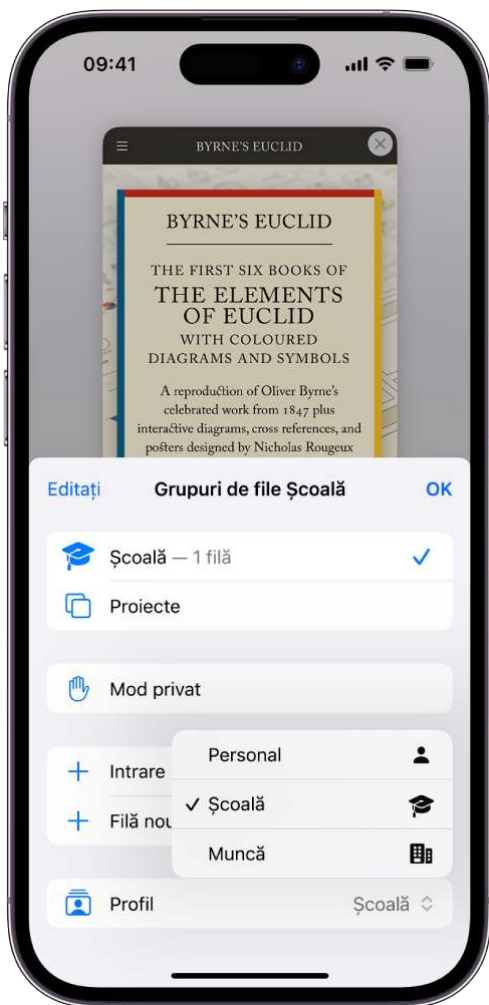 09:41
BYRNE'S EUCLID
BYRNE'S EUCLID
THE FIRST SIX BOOKS OF
THE ELEMENTS
OF EUCLID
WITH COLOURED
DIAGRAMS AND SYMBOLS
A reproduction of Oliver Byrne's
celebrated work from 1847 plus
interactive diagrams, cross references, and
posters designed by Nicholas Rougeux
Editați Grupuri de file Școală OK
Școală — 1 filă
Proiecte
Mod privat
Personal
Intrare
Școală
Filă nou
Muncă
Profil Școală